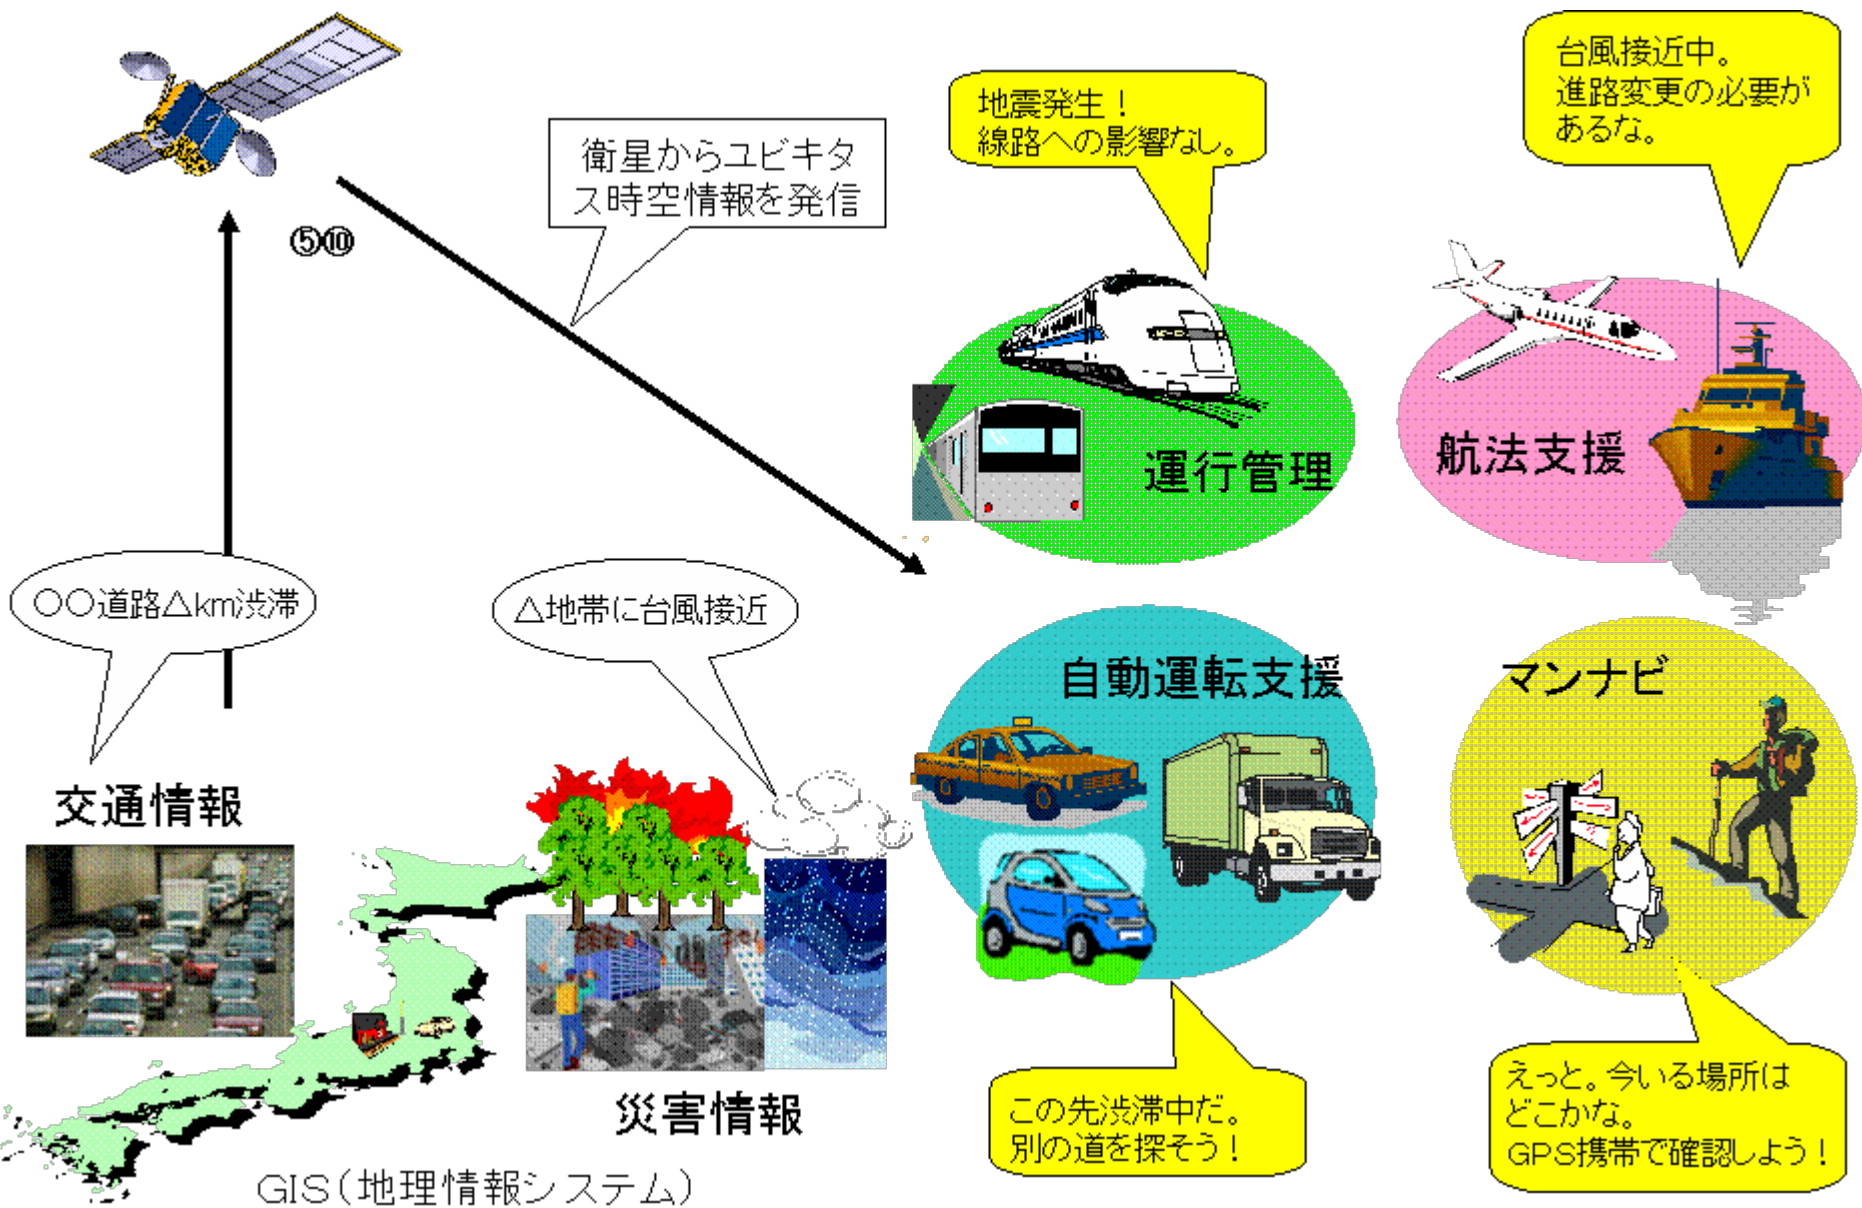 衛星からユビキタ
ス時空情報を発信
地震発生！
線路への影響なし。
台風接近中。
進路変更の必要が
あるな。
⑤⑩
運行管理
航法支援
○○道路△km渋滞
△地帯に台風接近
自動運転支援
マンナビ
交通情報
災害情報
この先渋滞中だ。
別の道を探そう！
えっと。今いる場所は
どこかな。
GPS携帯で確認しよう！
GIS（地理情報システム）